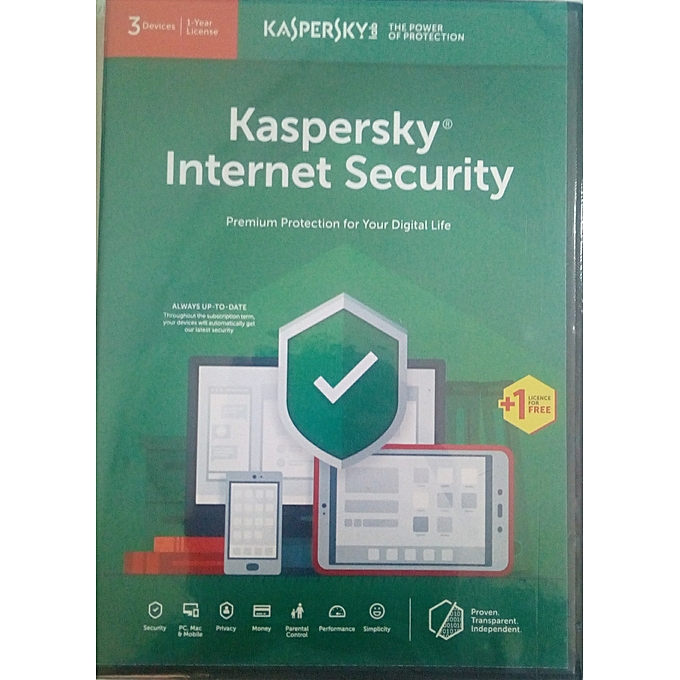 3 Devices
1-Year
License
KASPERSKY lab
THE POWER
OF PROTECTION
Kaspersky®
Internet Security
Premium Protection for Your Digital Life
ALWAYS UP-TO-DATE
Throughout the subscription term,
your devices will automatically get
our latest security
+1
LICENCE
FOR
FREE
Security
PC, Mac
& Mobile
Privacy
Money
Parental
Control
Performance
Simplicity
Proven.
Transparent.
Independent.